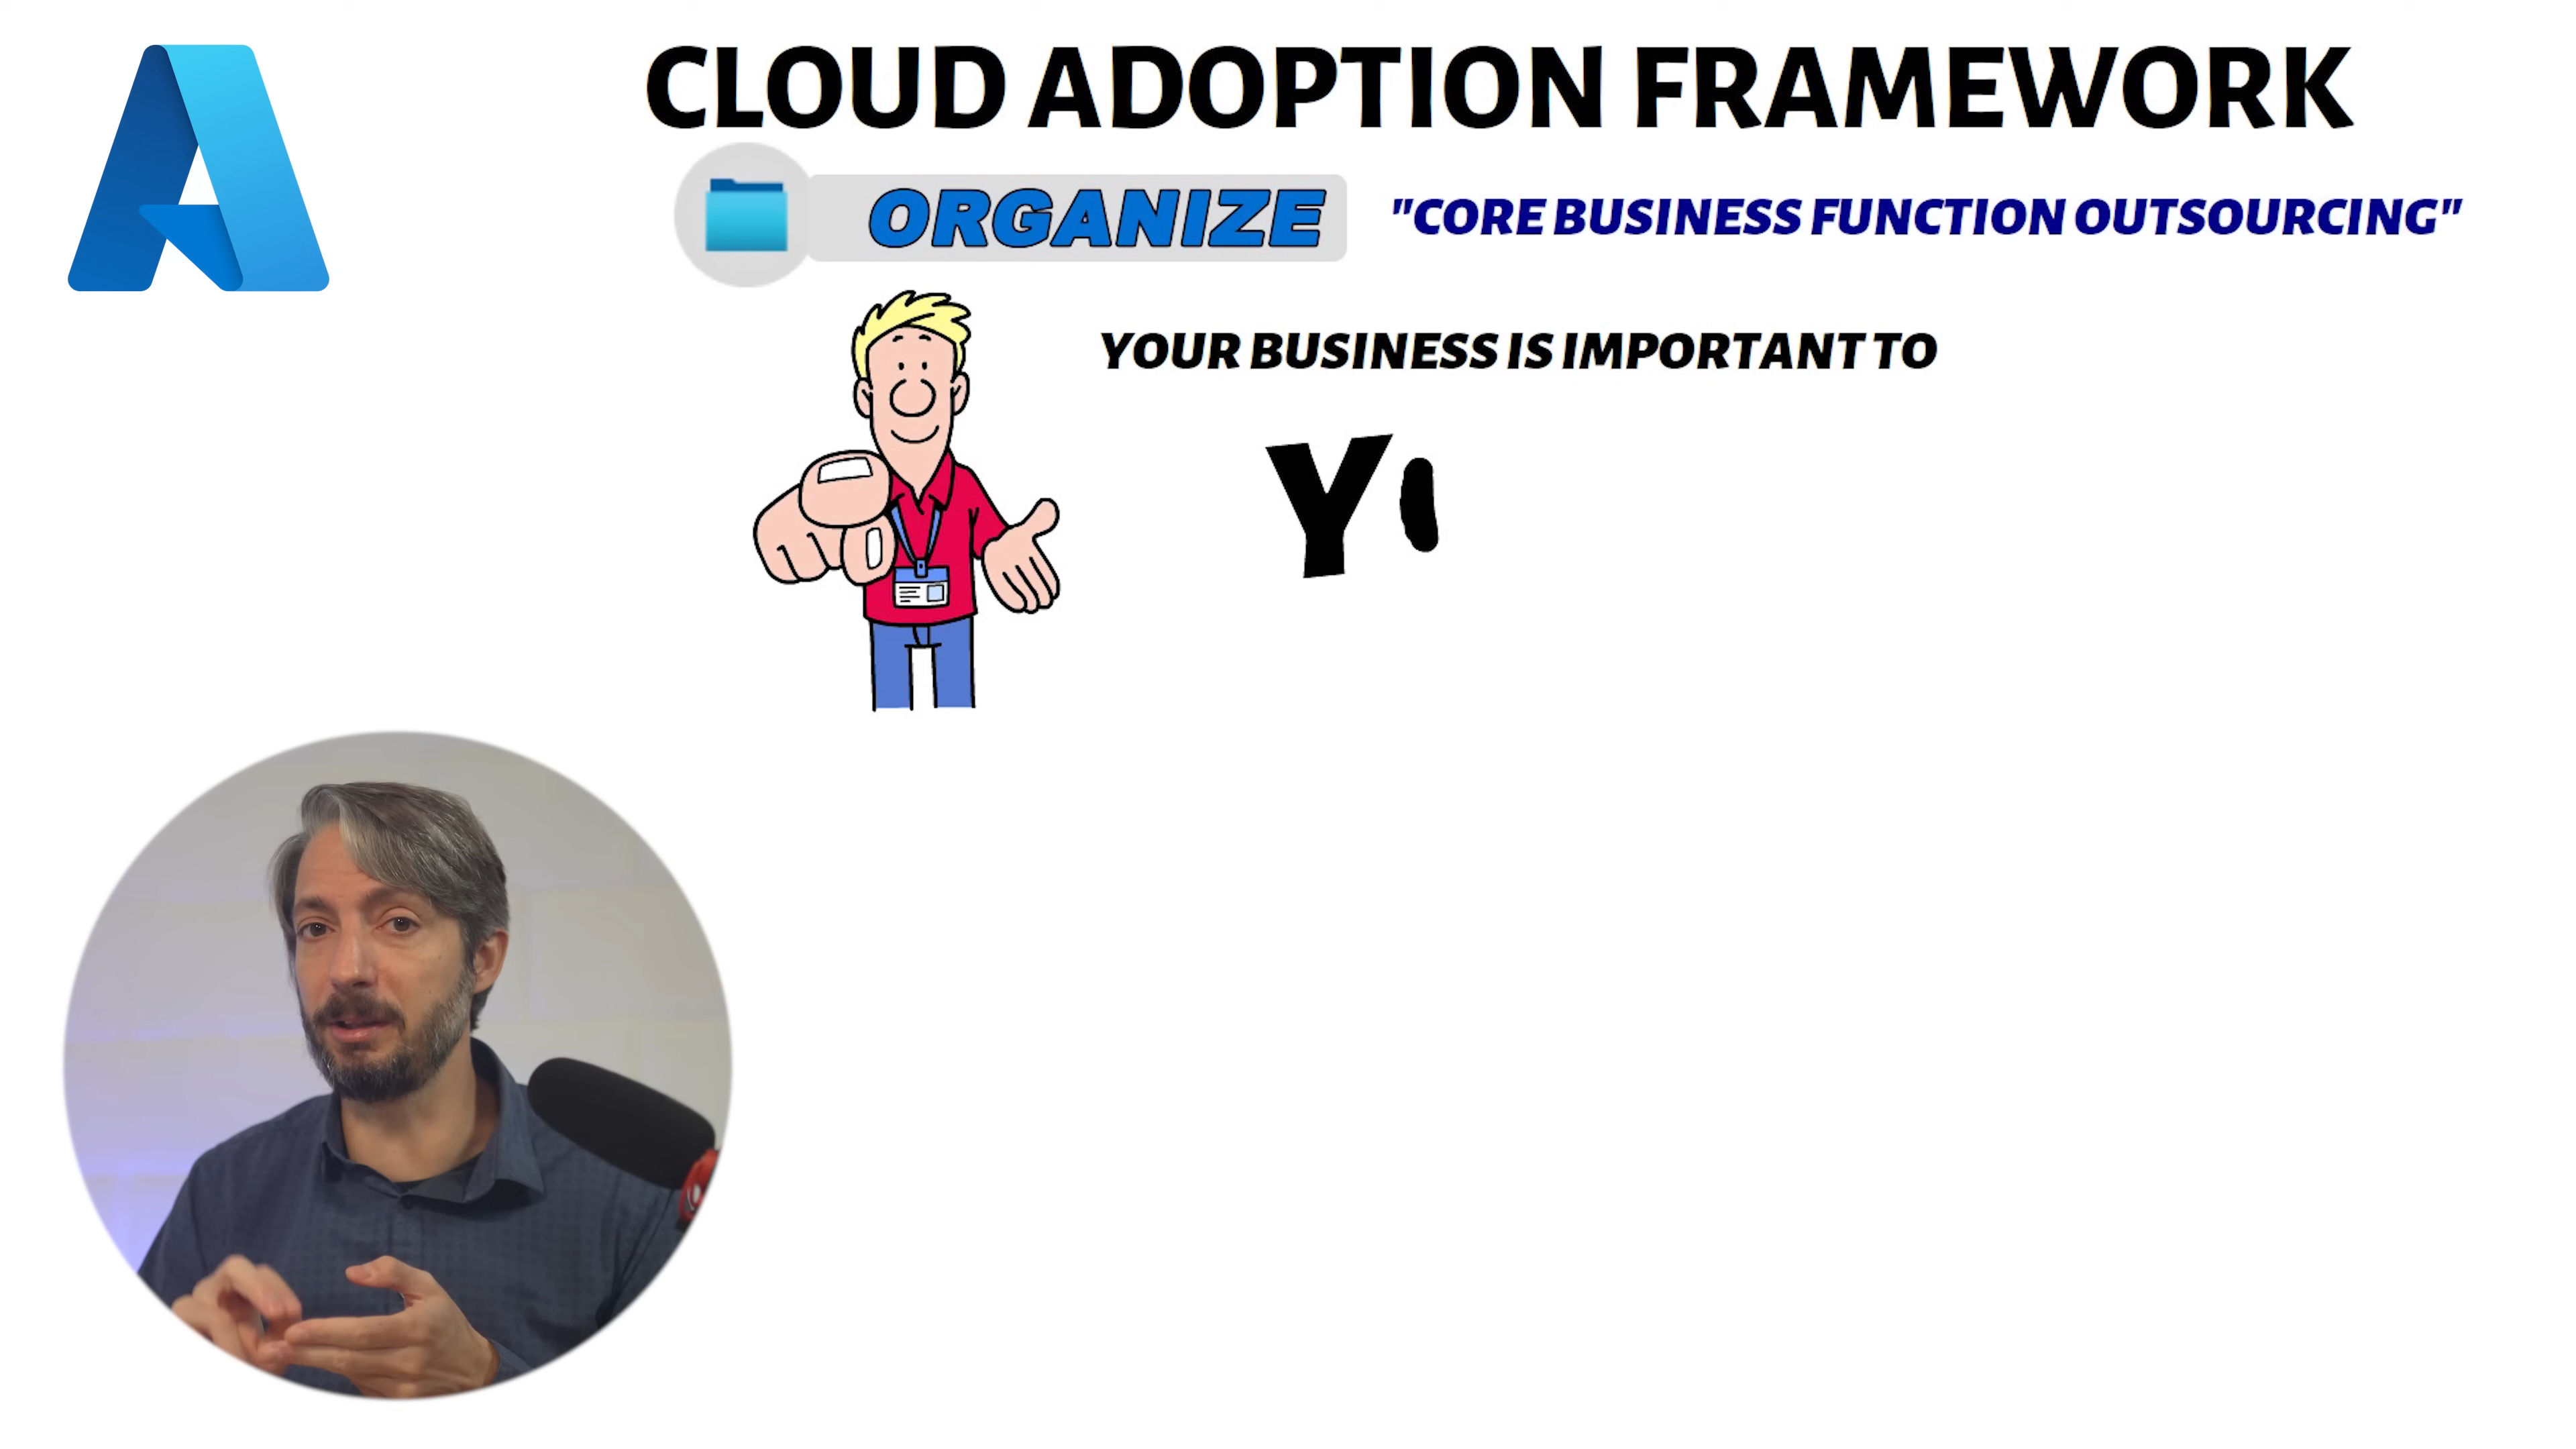 CLOUD ADOPTION FRAMEWORK
ORGANIZE
"CORE BUSINESS FUNCTION OUTSOURCING"
YOUR BUSINESS IS IMPORTANT TO
Y